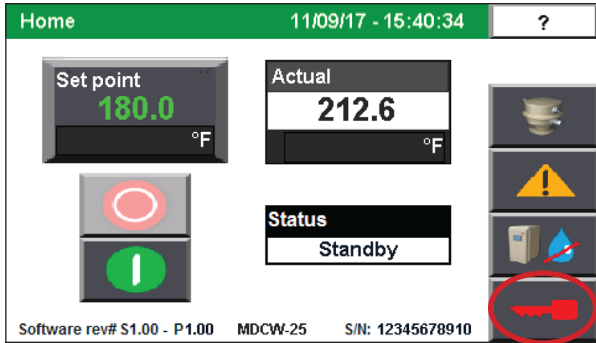 Home 11/09/17 - 15:40:34 ?
Set point
180.0
°F
Actual
212.6
°F
Status
Standby
Software rev# S1.00 - P1.00 MDCW-25 S/N: 12345678910